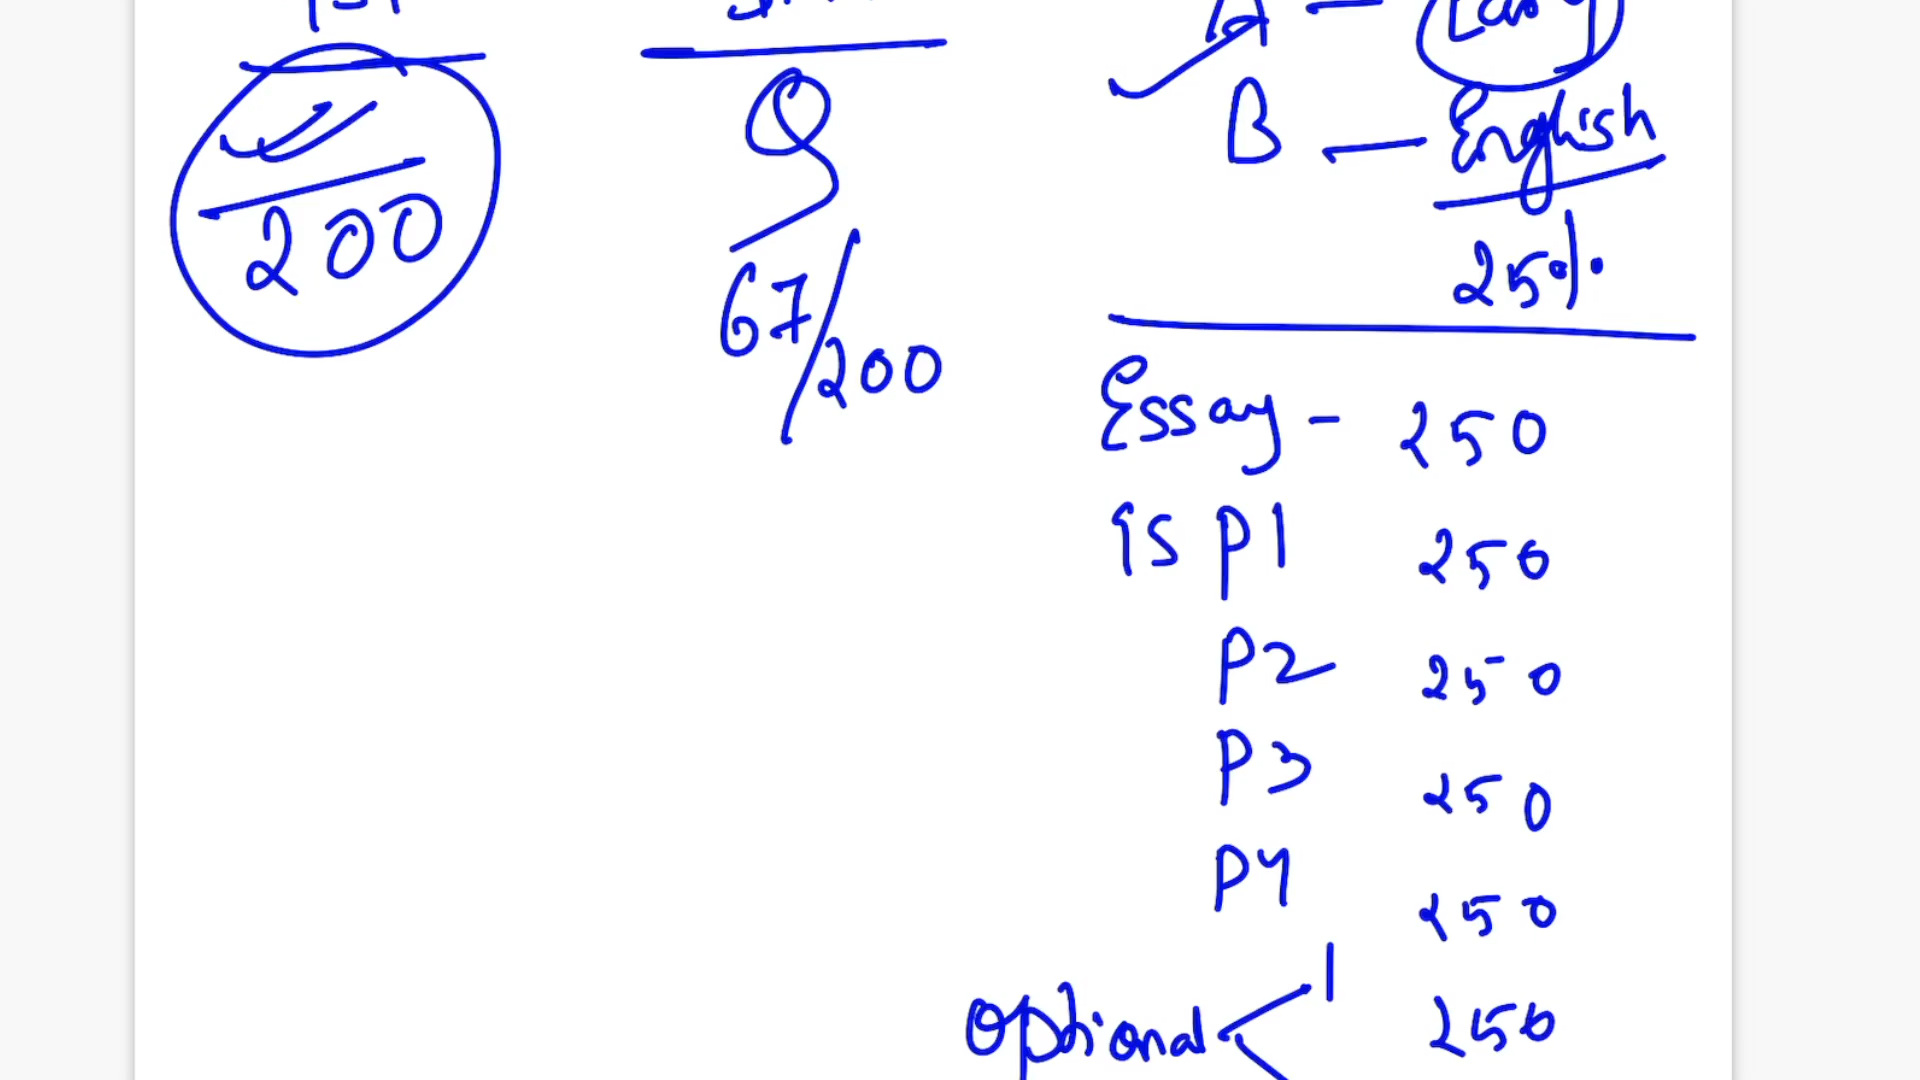 200
Q
67/200
A -
B - English
25%
Essay - 250
GS P1 250
P2 250
P3 250
P4 250
Optional 1 250